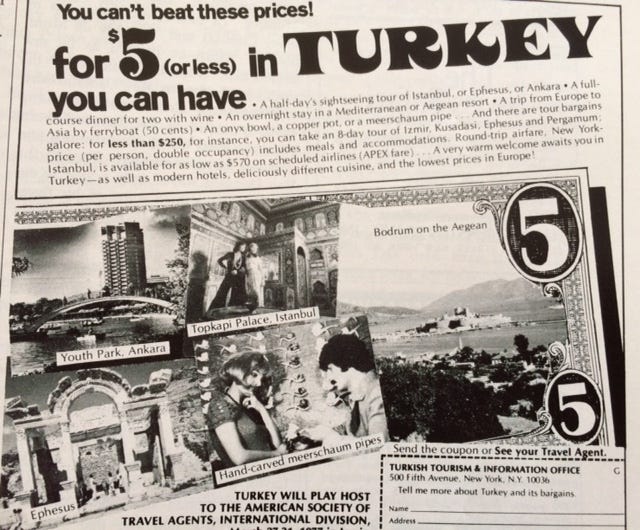 You can't beat these prices!
for $5 (or less) in TURKEY
you can have • A half-day's sightseeing tour of Istanbul, or Ephesus, or Ankara • A full-
course dinner for two with wine • An overnight stay in a Mediterranean or Aegean resort • A trip from Europe to
Asia by ferryboat (50 cents) • An onyx bowl, a copper pot, or a meerschaum pipe . . . And there are tour bargains
galore: for less than $250, for instance, you can take an 8-day tour of Izmir, Kusadasi, Ephesus and Pergamum;
price (per person, double occupancy) includes meals and accommodations. Round-trip airfare, New York-
Istanbul, is available for as low as $570 on scheduled airlines (APEX fare) . . . A very warm welcome awaits you in
Turkey—as well as modern hotels, deliciously different cuisine, and the lowest prices in Europe!
5
Bodrum on the Aegean
Topkapi Palace, Istanbul
Youth Park, Ankara
5
Hand-carved meerschaum pipes
Ephesus
Send the coupon or See your Travel Agent.
TURKISH TOURISM & INFORMATION OFFICE G
500 Fifth Avenue, New York, N.Y. 10036
Tell me more about Turkey and its bargains.
Name
Address
TURKEY WILL PLAY HOST
TO THE AMERICAN SOCIETY OF
TRAVEL AGENTS, INTERNATIONAL DIVISION,